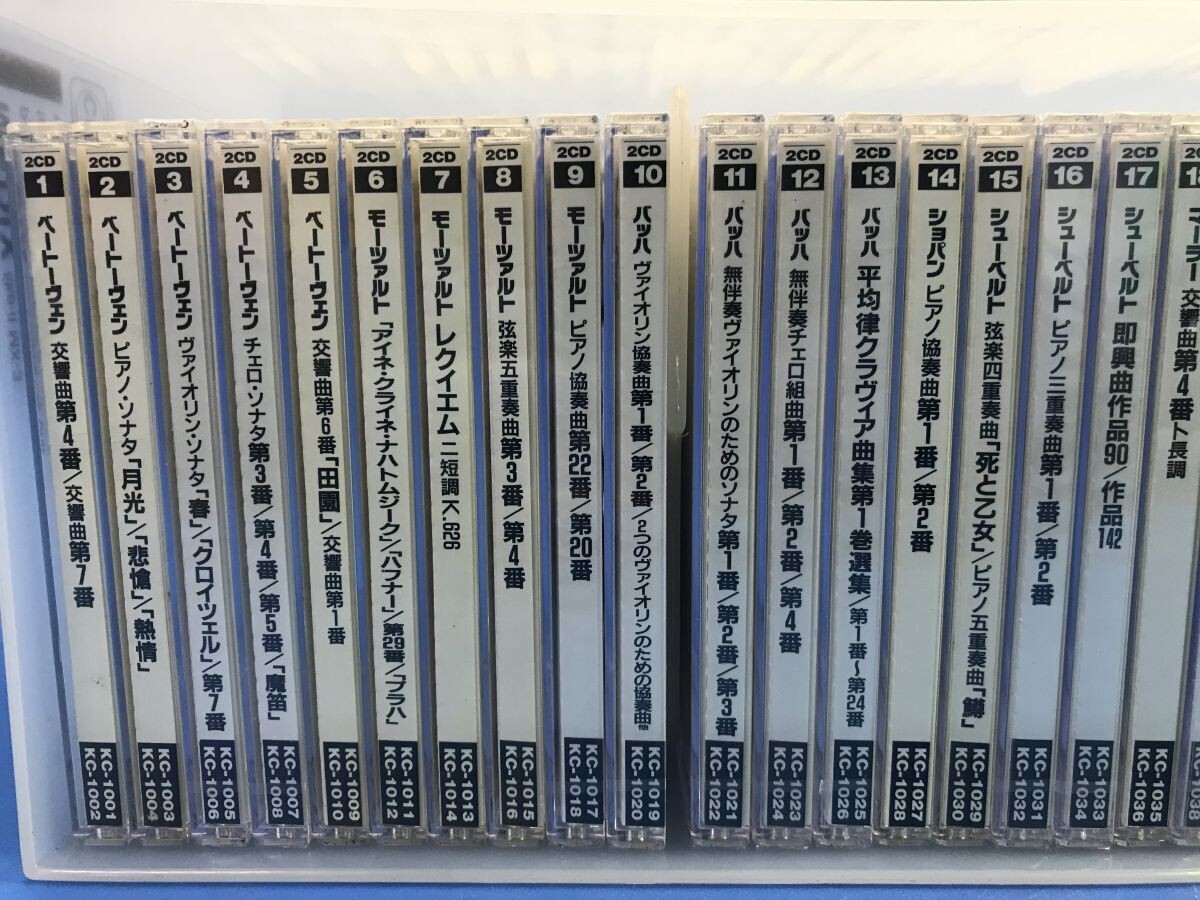 2CD
1
ベートーヴェン 交響曲第4番/交響曲第7番
KC-1001
KC-1002
2CD
2
ベートーヴェン ピアノ・ソナタ「月光」/「悲愴」/「熱情」
KC-1003
KC-1004
2CD
3
ベートーヴェン ヴァイオリン・ソナタ「春」/「クロイツェル」/第7番
KC-1005
KC-1006
2CD
4
ベートーヴェン チェロ・ソナタ第3番/第4番/第5番/「魔笛」
KC-1007
KC-1008
2CD
5
ベートーヴェン 交響曲第6番「田園」/交響曲第1番
KC-1009
KC-1010
2CD
6
モーツァルト 「アイネ・クライネ・ナハトムジーク」/「ハフナー」/第29番/「プラハ」
KC-1011
KC-1012
2CD
7
モーツァルト レクイエム ニ短調 K.626
KC-1013
KC-1014
2CD
8
モーツァルト 弦楽五重奏曲第3番/第4番
KC-1015
KC-1016
2CD
9
モーツァルト ピアノ協奏曲第22番/第20番
KC-1017
KC-1018
2CD
10
バッハ ヴァイオリン協奏曲第1番/第2番/2つのヴァイオリンのための協奏曲他
KC-1019
KC-1020
2CD
11
バッハ 無伴奏ヴァイオリンのためのソナタ第1番/第2番/第3番
KC-1021
KC-1022
2CD
12
バッハ 無伴奏チェロ組曲第1番/第2番/第4番
KC-1023
KC-1024
2CD
13
バッハ 平均律クラヴィア曲集第1巻選集/第1番~第24番
KC-1025
KC-1026
2CD
14
ショパン ピアノ協奏曲第1番/第2番
KC-1027
KC-1028
2CD
15
シューベルト 弦楽四重奏曲「死と乙女」/ピアノ五重奏曲「鱒」
KC-1029
KC-1030
2CD
16
シューベルト ピアノ三重奏曲第1番/第2番
KC-1031
KC-1032
2CD
17
シューベルト 即興曲作品90/作品142
KC-1033
KC-1034
2CD
18
マーラー 交響曲第4番ト長調
KC-1035
KC-1036